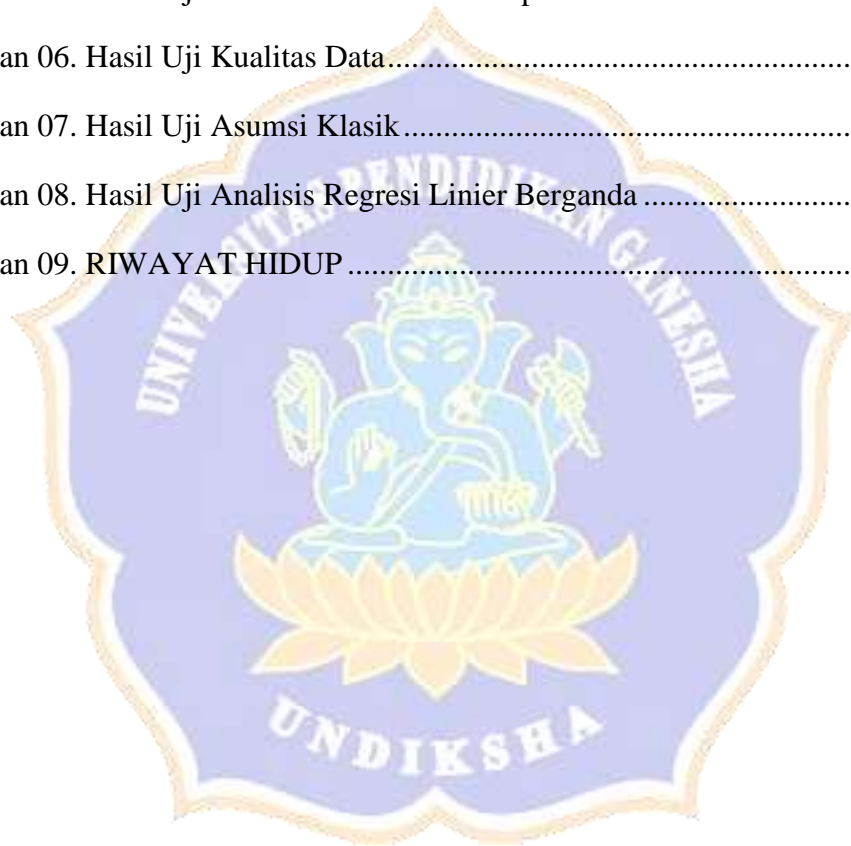 an 06. Hasil Uji Kualitas Data
an 07. Hasil Uji Asumsi Klasik
an 08. Hasil Uji Analisis Regresi Linier Berganda
an 09. RIWAYAT HIDUP
UNIVERSITAS PENDIDIKAN GANESHA
UNDIKSHA